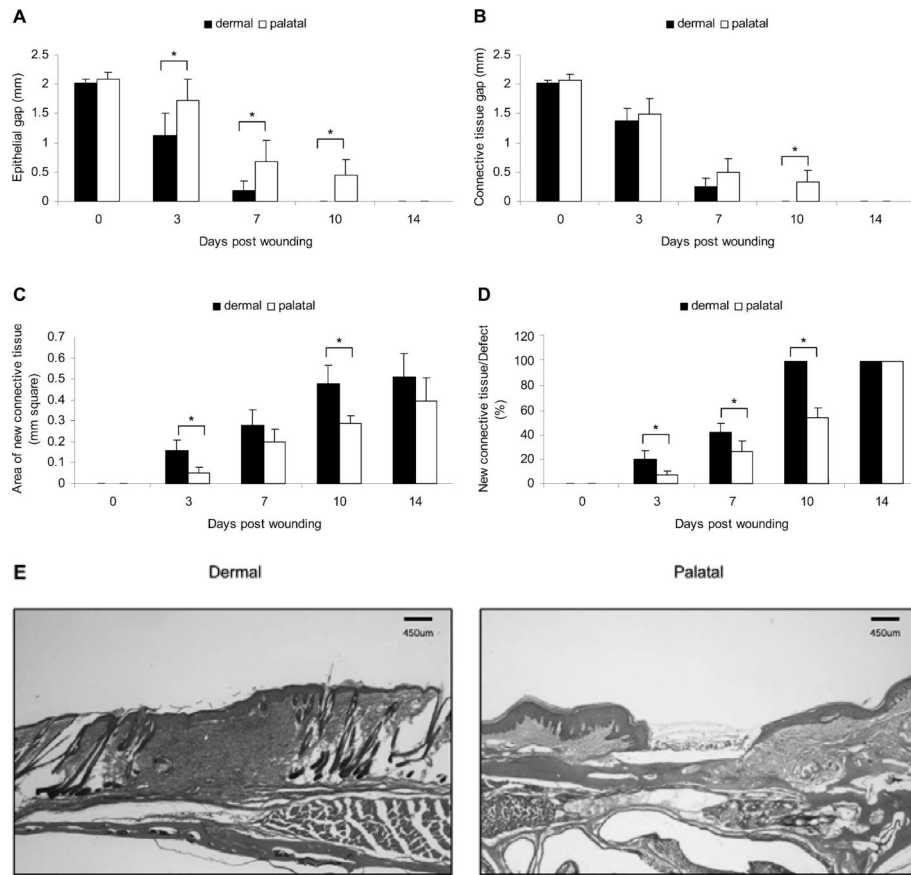 A
dermal palatal
Epithelial gap (mm)
2.5
2
1.5
1
0.5
0
*
*
*
0 3 7 10 14
Days post wounding
B
dermal palatal
Connective tissue gap (mm)
2.5
2
1.5
1
0.5
0
*
0 3 7 10 14
Days post wounding
C
dermal palatal
Area of new connective tissue
(mm square)
0.7
0.6
0.5
0.4
0.3
0.2
0.1
0
*
*
0 3 7 10 14
Days post wounding
D
dermal palatal
New connective tissue/Defect
(%)
120
100
80
60
40
20
0
*
*
*
0 3 7 10 14
Days post wounding
E
Dermal
450um
Palatal
450um